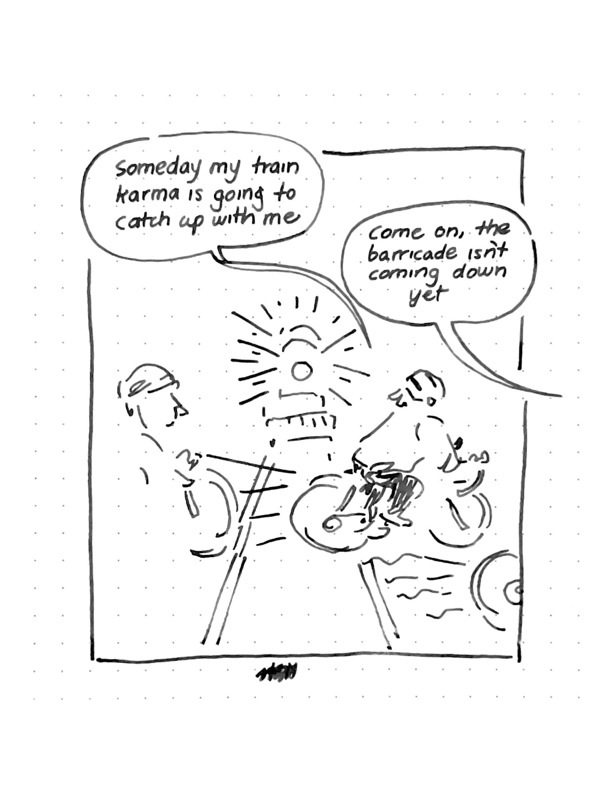 Someday my train
karma is going to
catch up with me
Come on, the
barricade isn't
coming down
yet